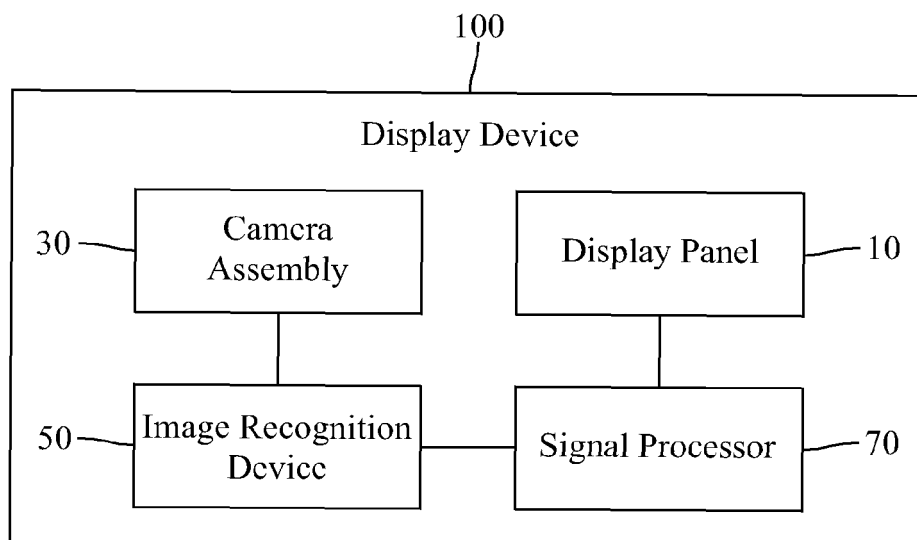 100
Display Device
30
Camera
Assembly
Display Panel
10
50
Image Recognition
Device
Signal Processor
70